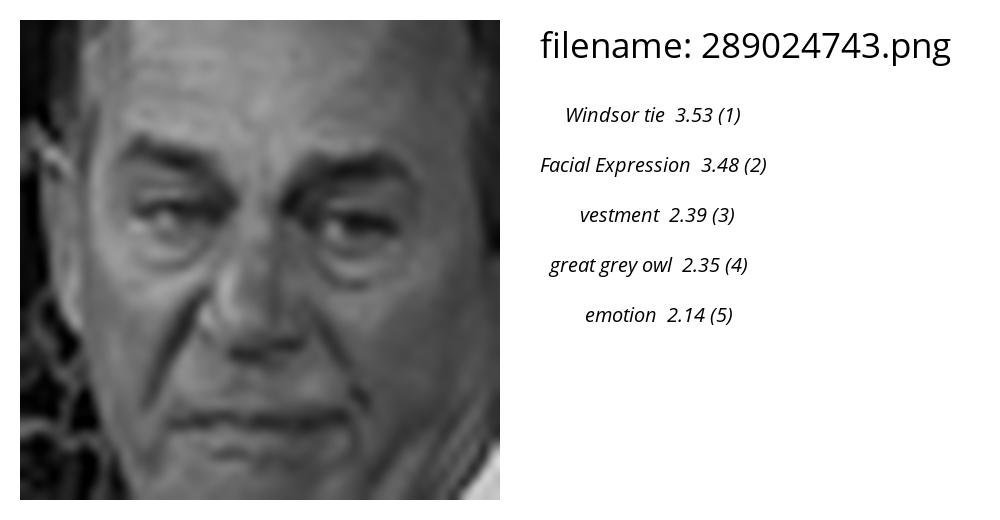 filename: 289024743.png
Windsor tie 3.53 (1)
Facial Expression 3.48 (2)
vestment 2.39 (3)
great grey owl 2.35 (4)
emotion 2.14 (5)